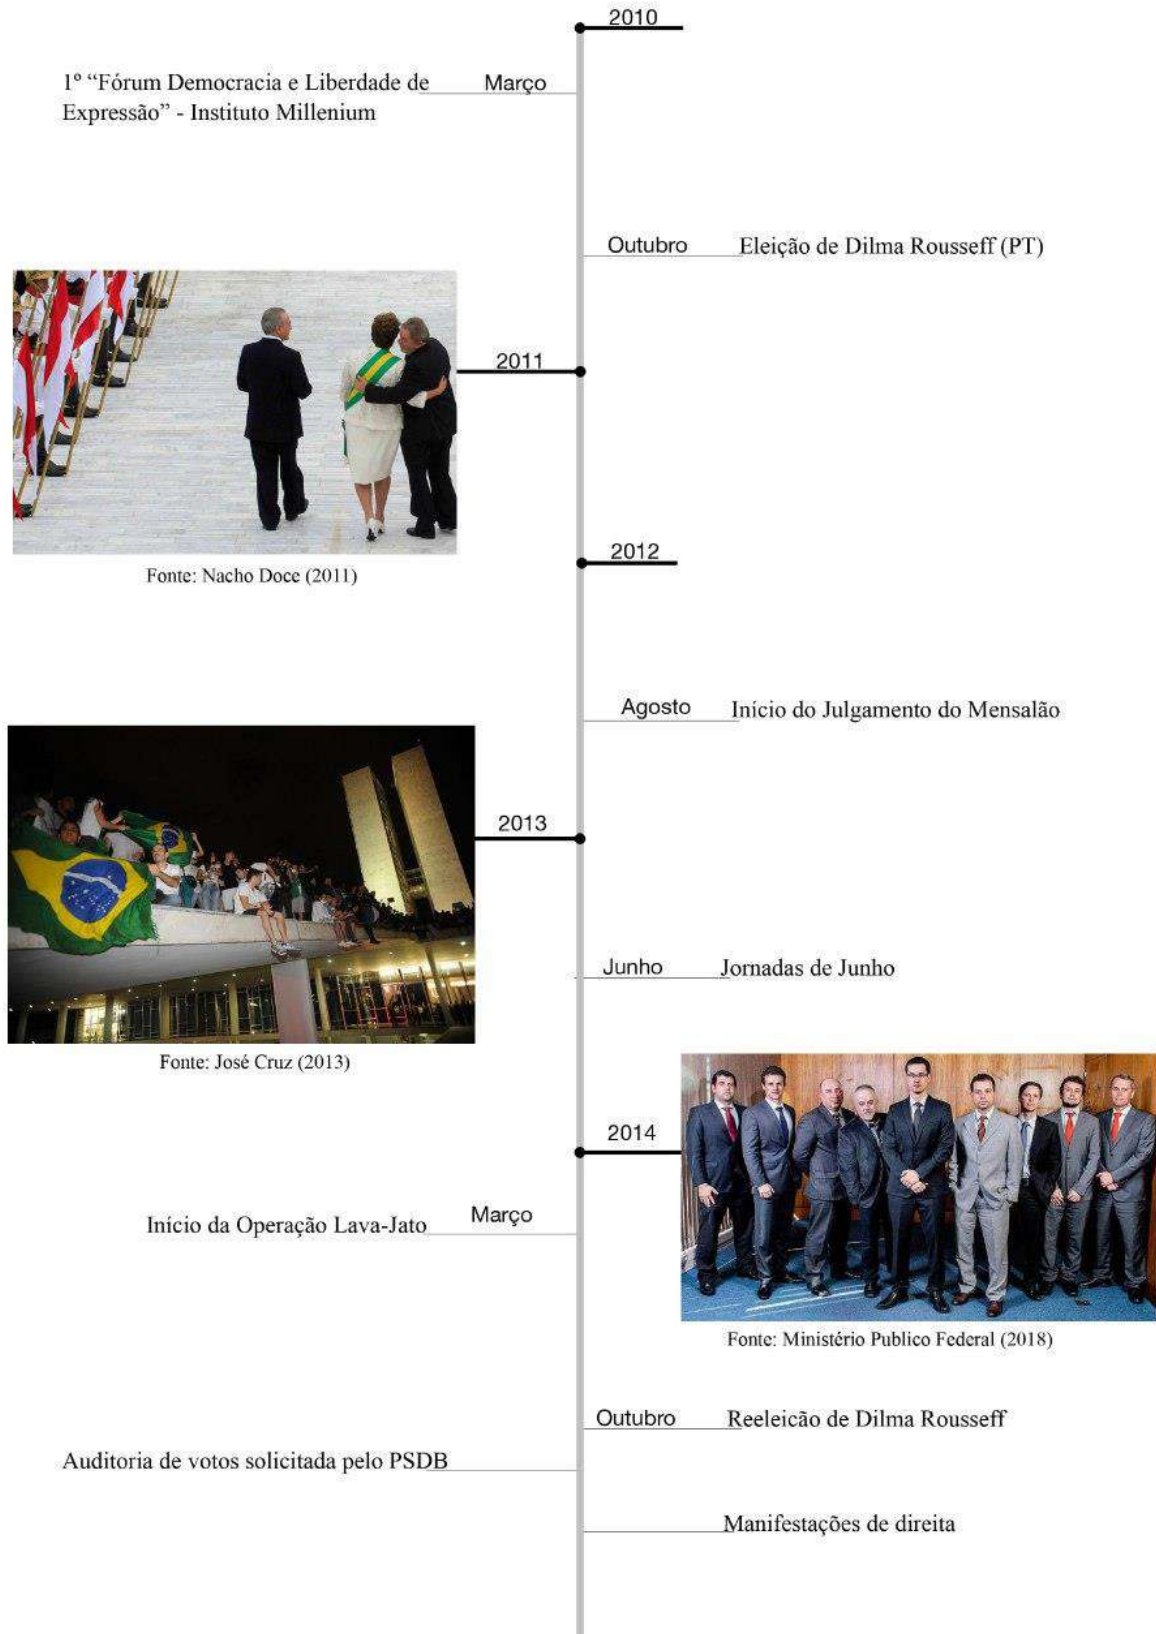 2010
1º “Fórum Democracia e Liberdade de
Expressão” - Instituto Millenium
Março
Outubro
Eleição de Dilma Rousseff (PT)
2011
Fonte: Nacho Doce (2011)
2012
Agosto
Início do Julgamento do Mensalão
2013
Junho
Jornadas de Junho
Fonte: José Cruz (2013)
2014
Início da Operação Lava-Jato
Março
Fonte: Ministério Publico Federal (2018)
Outubro
Reeleicão de Dilma Rousseff
Auditoria de votos solicitada pelo PSDB
Manifestações de direita